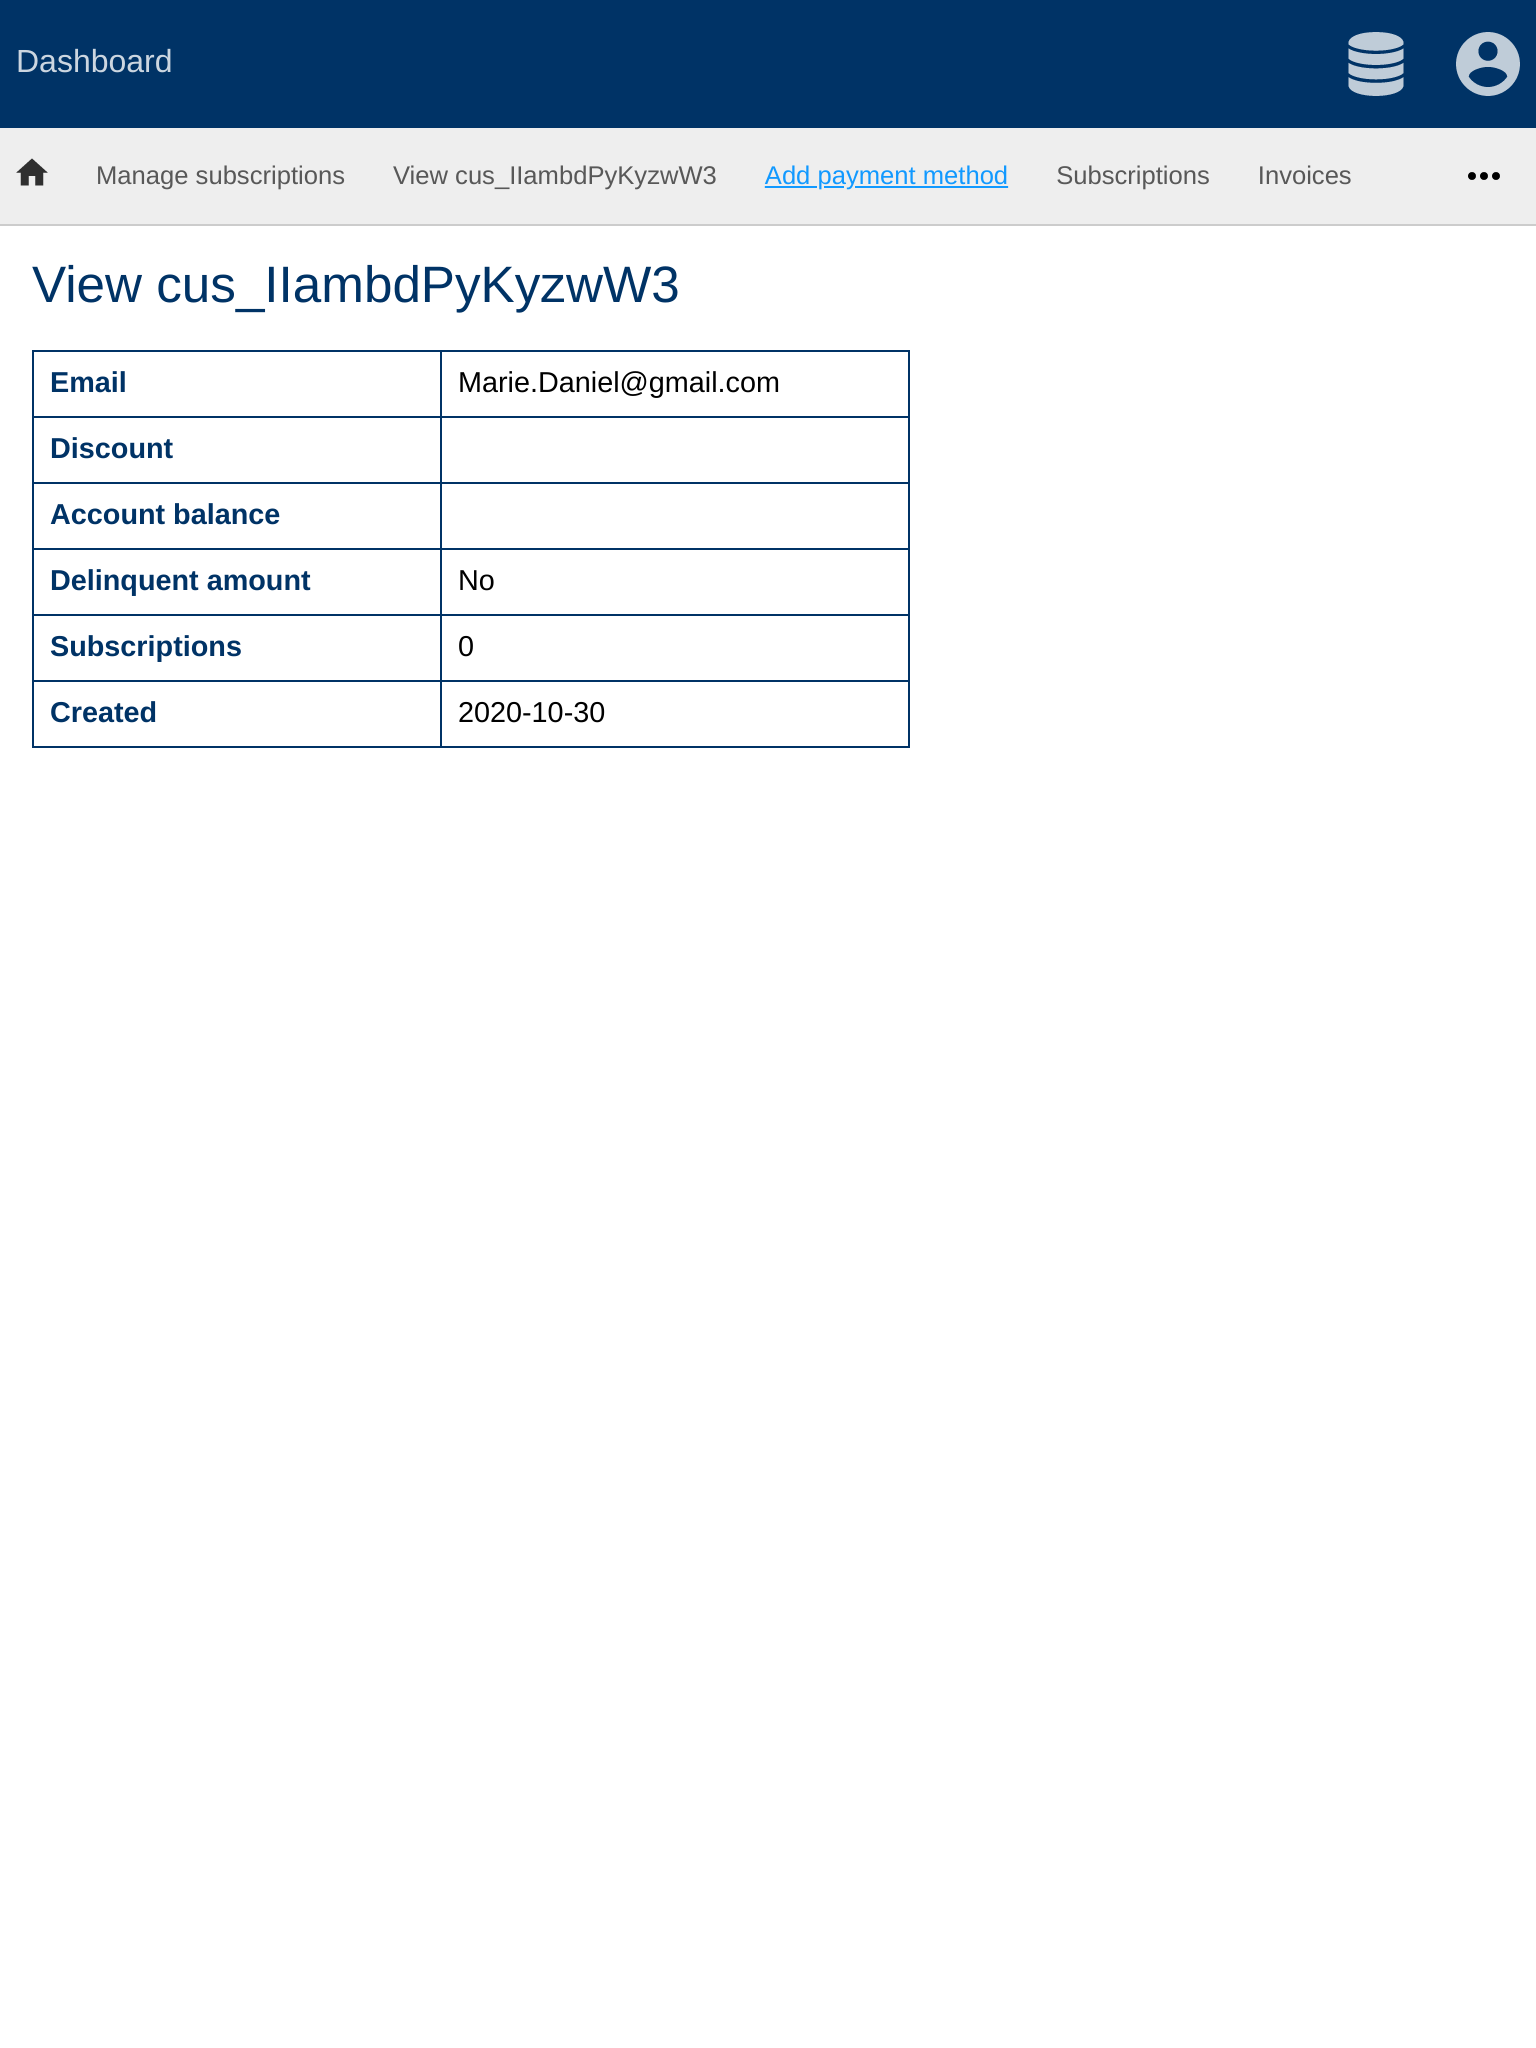 Dashboard
Manage subscriptions View cus_IIambdPyKyzwW3 Add payment method Subscriptions Invoices
View cus_IIambdPyKyzwW3
Email Marie.Daniel@gmail.com
Discount
Account balance
Delinquent amount No
Subscriptions 0
Created 2020-10-30